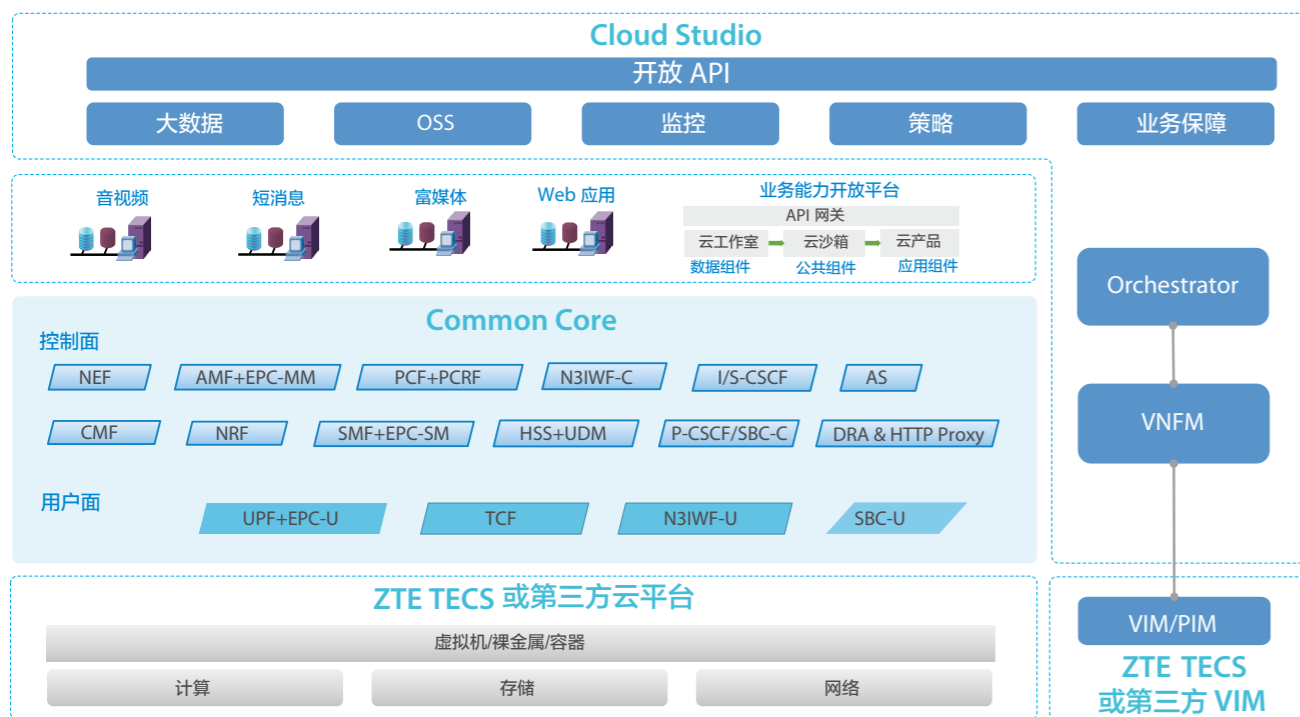 Cloud Studio
开放 API
大数据
OSS
监控
策略
业务保障
音视频
短消息
富媒体
Web 应用
业务能力开放平台
API 网关
云工作室
云沙箱
云产品
数据组件
公共组件
应用组件
Common Core
控制面
NEF
AMF+EPC-MM
PCF+PCRF
N3IWF-C
I/S-CSCF
AS
CMF
NRF
SMF+EPC-SM
HSS+UDM
P-CSCF/SBC-C
DRA & HTTP Proxy
用户面
UPF+EPC-U
TCF
N3IWF-U
SBC-U
Orchestrator
VNFM
ZTE TECS 或第三方云平台
虚拟机/裸金属/容器
计算
存储
网络
VIM/PIM
ZTE TECS
或第三方 VIM